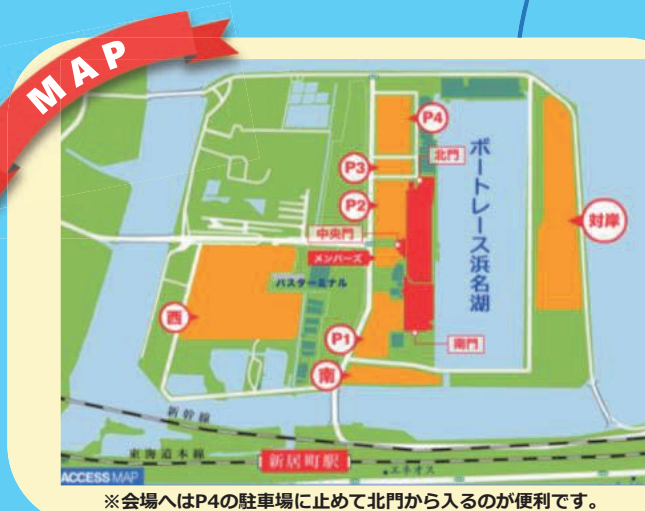 MAP
P4
北門
P3
P2
ボートレース浜名湖
対岸
中央門
メンバーズ
バスターミナル
西
P1
南門
南
新幹線
東海道本線
新居町駅
エネオス
ACCESS MAP
※会場へはP4の駐車場に止めて北門から入るのが便利です。